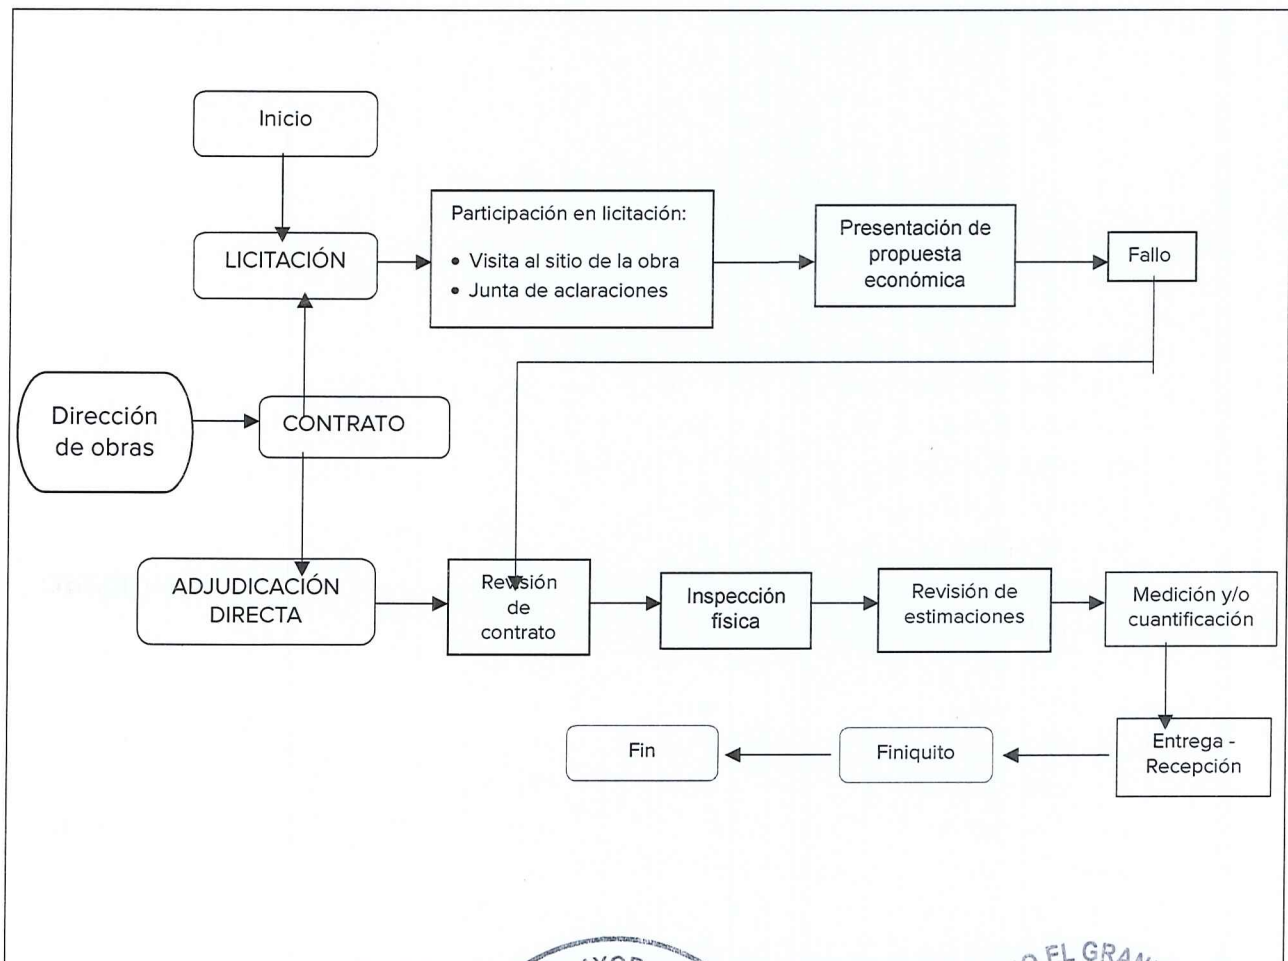 Inicio
LICITACIÓN
Participación en licitación:
• Visita al sitio de la obra
• Junta de aclaraciones
Presentación de
propuesta
económica
Fallo
Dirección
de obras
CONTRATO
ADJUDICACIÓN
DIRECTA
Revisión
de
contrato
Inspección
física
Revisión de
estimaciones
Medición y/o
cuantificación
Entrega -
Recepción
Finiquito
Fin
EL GRAN